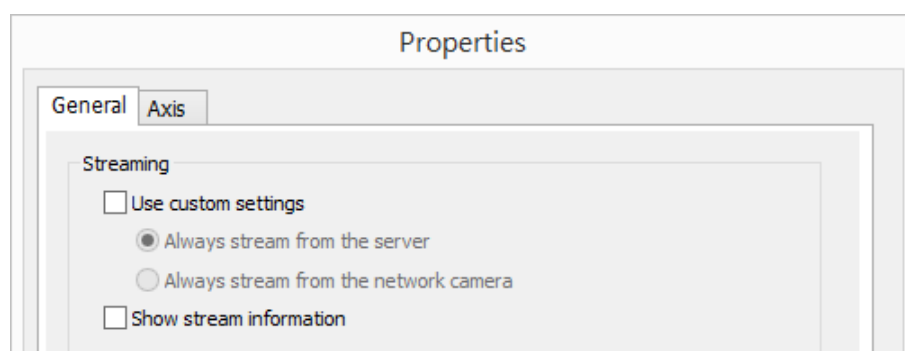 Properties
General Axis
Streaming
Use custom settings
Always stream from the server
Always stream from the network camera
Show stream information